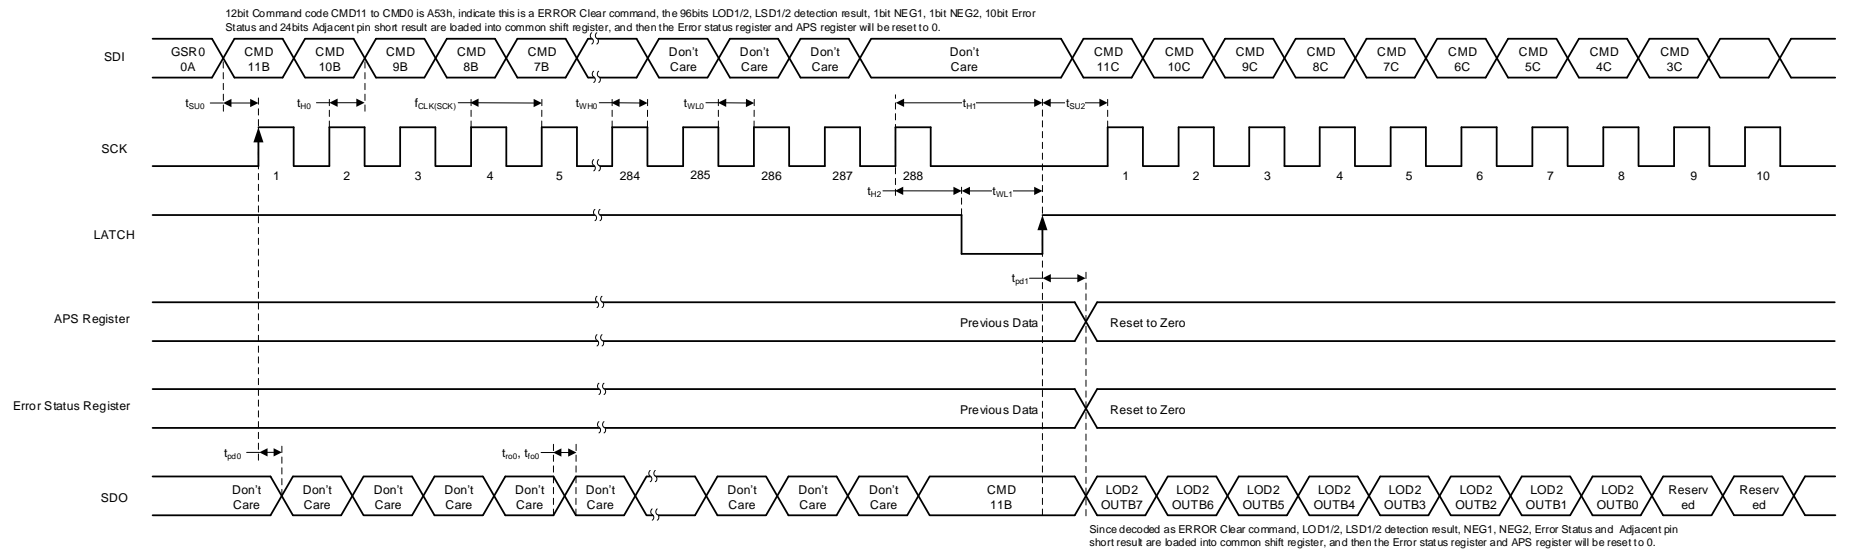 12bit Command code CMD11 to CMD0 is A53h, indicate this is a ERROR Clear command, the 96bits LOD1/2, LSD1/2 detection result, 1bit NEG1, 1bit NEG2, 10bit Error
Status and 24bits Adjacent pin short result are loaded into common shift register, and then the Error status register and APS register will be reset to 0.
SDI
GSR0 0A
CMD 11B
CMD 10B
CMD 9B
CMD 8B
CMD 7B
Don't Care
Don't Care
Don't Care
Don't Care
CMD 11C
CMD 10C
CMD 9C
CMD 8C
CMD 7C
CMD 6C
CMD 5C
CMD 4C
CMD 3C
tSU0
tH0
fCLK(SCK)
tWH0
tWL0
tH1
tSU2
SCK
1 2 3 4 5 284 285 286 287 288 1 2 3 4 5 6 7 8 9 10
tH2
tWL1
LATCH
tpd1
APS Register
Previous Data
Reset to Zero
Error Status Register
Previous Data
Reset to Zero
tpd0
tro0, tfo0
SDO
Don't Care
Don't Care
Don't Care
Don't Care
Don't Care
Don't Care
Don't Care
Don't Care
Don't Care
CMD 11B
LOD2 OUTB7
LOD2 OUTB6
LOD2 OUTB5
LOD2 OUTB4
LOD2 OUTB3
LOD2 OUTB2
LOD2 OUTB1
LOD2 OUTB0
Reserv ed
Reserv ed
Since decoded as ERROR Clear command, LOD1/2, LSD1/2 detection result, NEG1, NEG2, Error Status and Adjacent pin
short result are loaded into common shift register, and then the Error status register and APS register will be reset to 0.